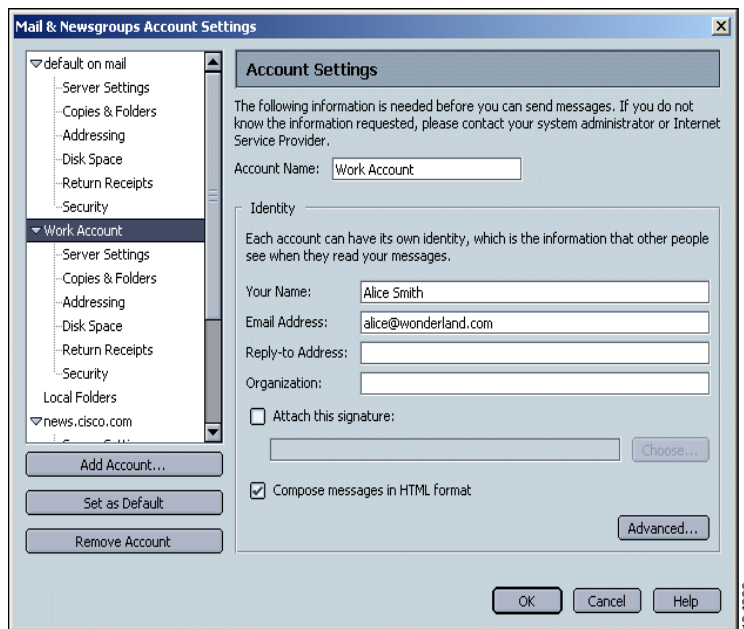 Mail & Newsgroups Account Settings
default on mail
Server Settings
Copies & Folders
Addressing
Disk Space
Return Receipts
Security
Work Account
Server Settings
Copies & Folders
Addressing
Disk Space
Return Receipts
Security
Local Folders
news.cisco.com
Add Account...
Set as Default
Remove Account
Account Settings
The following information is needed before you can send messages. If you do not
know the information requested, please contact your system administrator or Internet
Service Provider.
Account Name: Work Account
Identity
Each account can have its own identity, which is the information that other people
see when they read your messages.
Your Name: Alice Smith
Email Address: alice@wonderland.com
Reply-to Address:
Organization:
Attach this signature:
Choose...
Compose messages in HTML format
Advanced...
OK Cancel Help